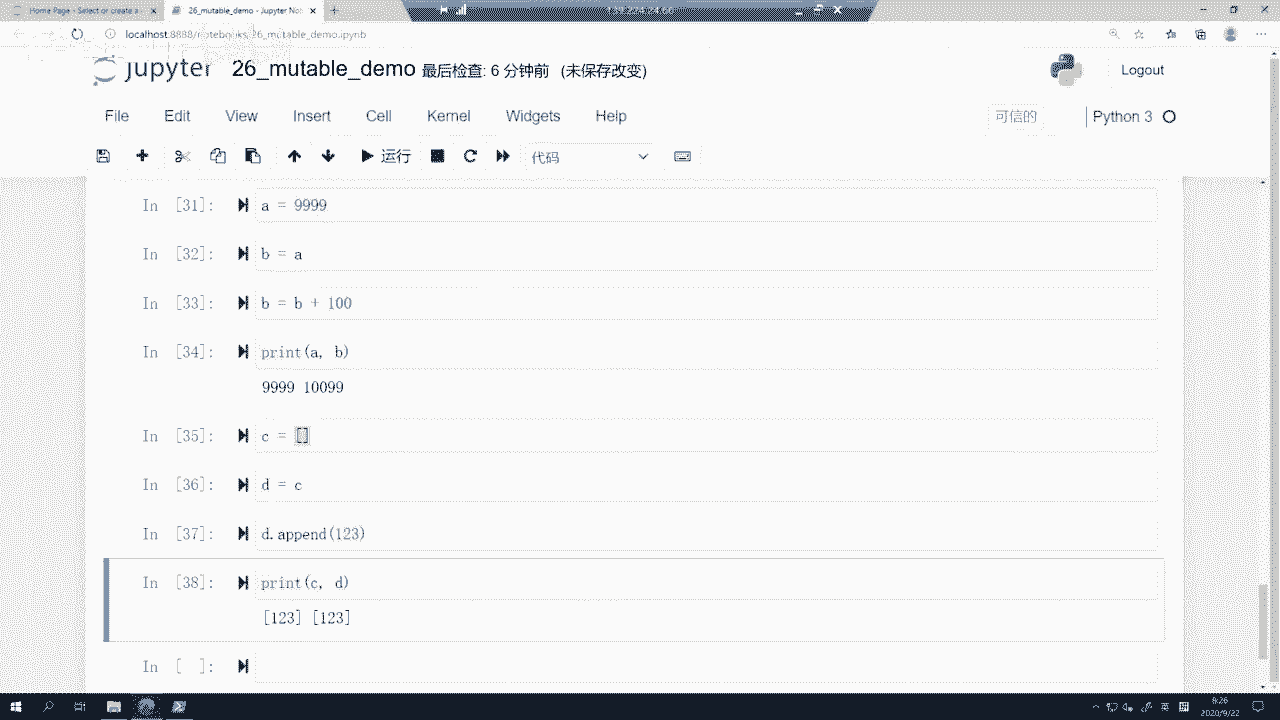 Home Page - Select or create a
26_mutable_demo - Jupyter Not
localhost:8888/notebooks/26_mutable_demo.ipynb
jupyter 26_mutable_demo 最后检查: 6 分钟前 (未保存改变) Logout
File Edit View Insert Cell Kernel Widgets Help 可信的 Python 3
运行 代码
In [31]: a = 9999
In [32]: b = a
In [33]: b = b + 100
In [34]: print(a, b)
9999 10099
In [35]: c = []
In [36]: d = c
In [37]: d.append(123)
In [38]: print(c, d)
[123] [123]
In [ ]:
英
9:26
2020/9/22